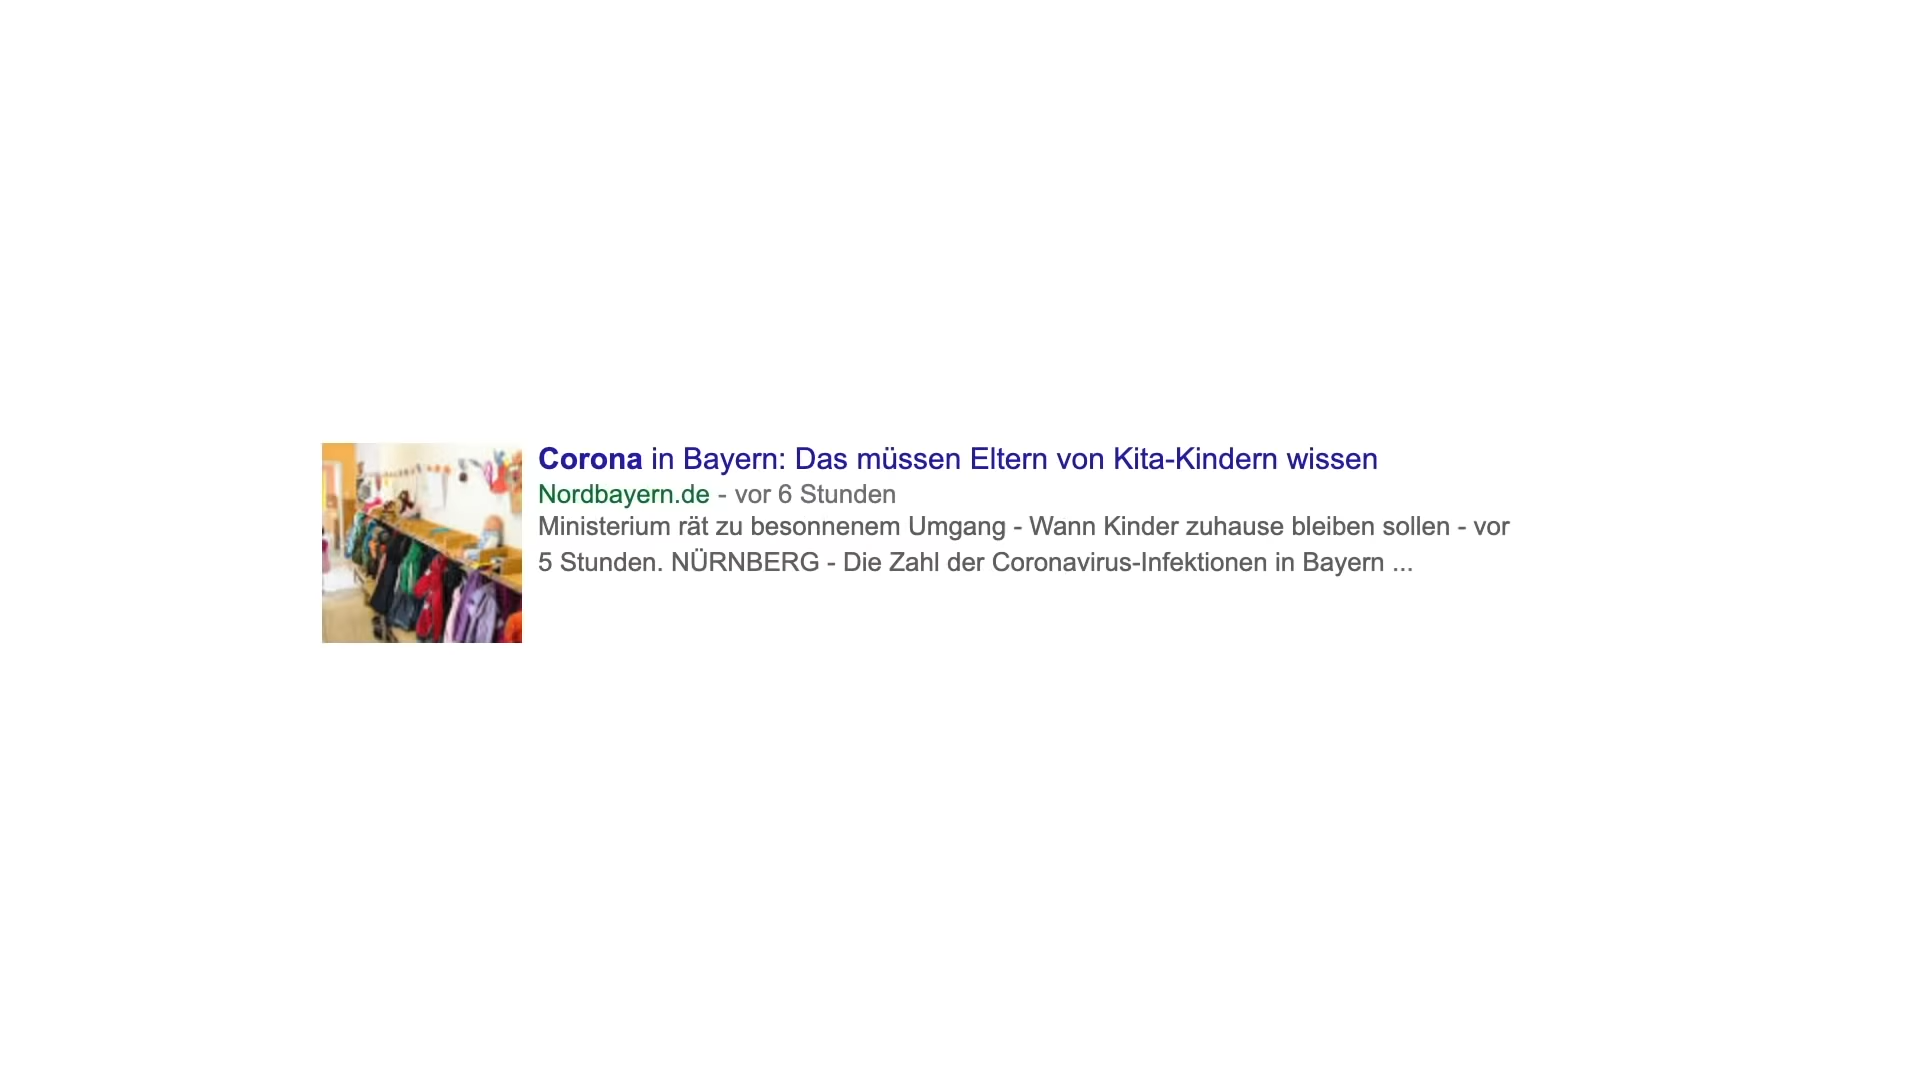 Corona in Bayern: Das müssen Eltern von Kita-Kindern wissen
Nordbayern.de - vor 6 Stunden
Ministerium rät zu besonnenem Umgang - Wann Kinder zuhause bleiben sollen - vor
5 Stunden. NÜRNBERG - Die Zahl der Coronavirus-Infektionen in Bayern ...